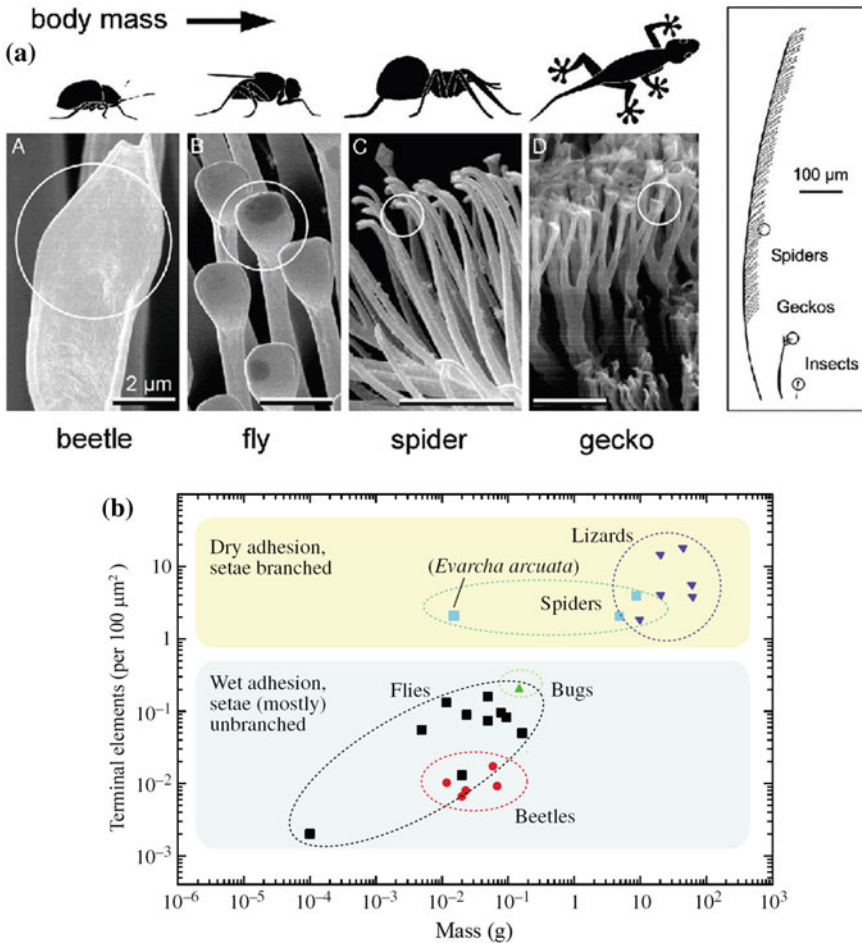 body mass
(a)
A
B
C
D
2 μm
beetle
fly
spider
gecko
100 μm
Spiders
Geckos
Insects
(b)
Terminal elements (per 100 μm²)
10
1
10⁻¹
10⁻²
10⁻³
Dry adhesion,
setae branched
(Evarcha arcuata)
Lizards
Spiders
Wet adhesion,
setae (mostly)
unbranched
Flies
Bugs
Beetles
10⁻⁶ 10⁻⁵ 10⁻⁴ 10⁻³ 10⁻² 10⁻¹ 1 10 10² 10³
Mass (g)